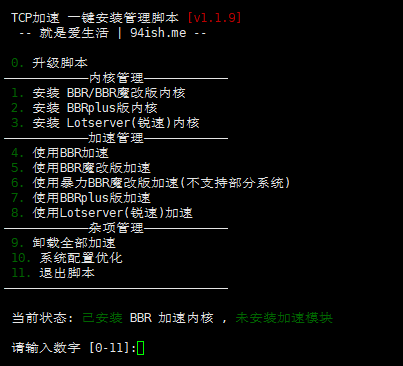 TCP加速 一键安装管理脚本 [v1.1.9]
-- 就是爱生活 | 94ish.me --
0. 升级脚本
————————————内核管理————————————
1. 安装 BBR/BBR魔改版内核
2. 安装 BBRplus版内核
3. 安装 Lotserver(锐速)内核
————————————加速管理————————————
4. 使用BBR加速
5. 使用BBR魔改版加速
6. 使用暴力BBR魔改版加速(不支持部分系统)
7. 使用BBRplus版加速
8. 使用Lotserver(锐速)加速
————————————杂项管理————————————
9. 卸载全部加速
10. 系统配置优化
11. 退出脚本
————————————————————————————————
当前状态: 已安装 BBR 加速内核 , 未安装加速模块
请输入数字 [0-11]: